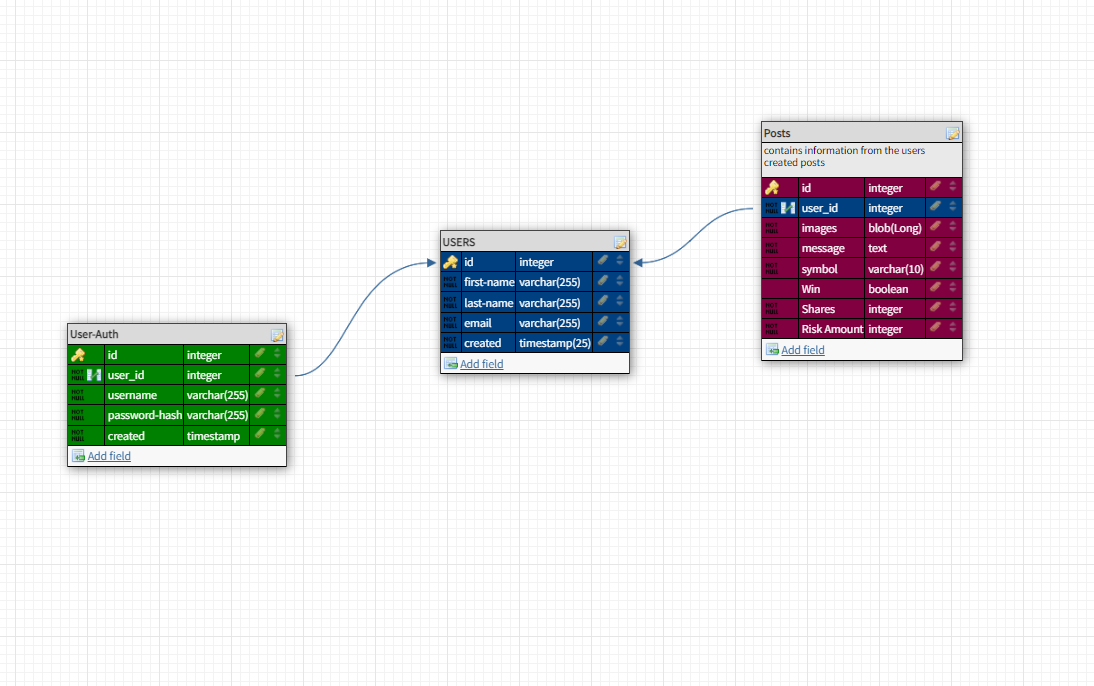 Posts
contains information from the users
created posts
id integer
NOT NULL user_id integer
NOT NULL images blob(Long)
NOT NULL message text
NOT NULL symbol varchar(10)
Win boolean
NOT NULL Shares integer
NOT NULL Risk Amount integer
Add field
USERS
id integer
NOT NULL first-name varchar(255)
NOT NULL last-name varchar(255)
NOT NULL email varchar(255)
NOT NULL created timestamp(25)
Add field
User-Auth
id integer
NOT NULL user_id integer
NOT NULL username varchar(255)
NOT NULL password-hash varchar(255)
NOT NULL created timestamp
Add field